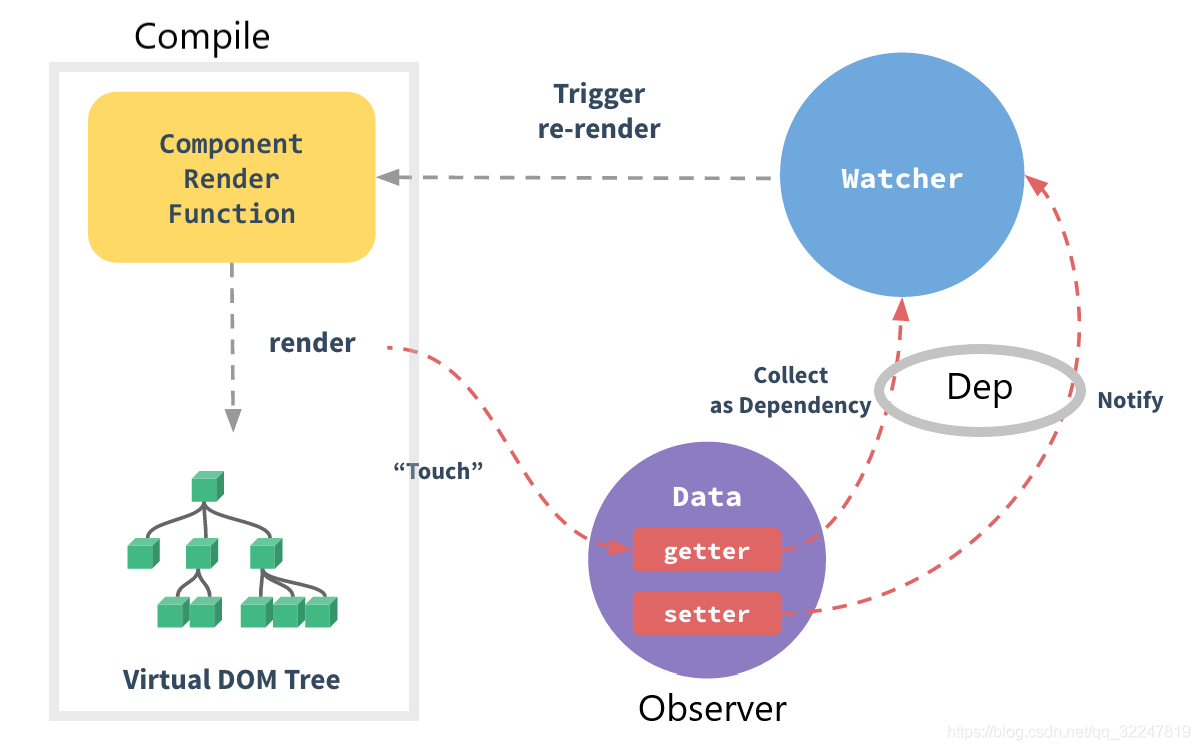 Compile
Component
Render
Function
Trigger
re-render
Watcher
render
Collect
as Dependency
Dep
Notify
“Touch”
Data
getter
setter
Virtual DOM Tree
Observer
https://blog.csdn.net/qq_32247819